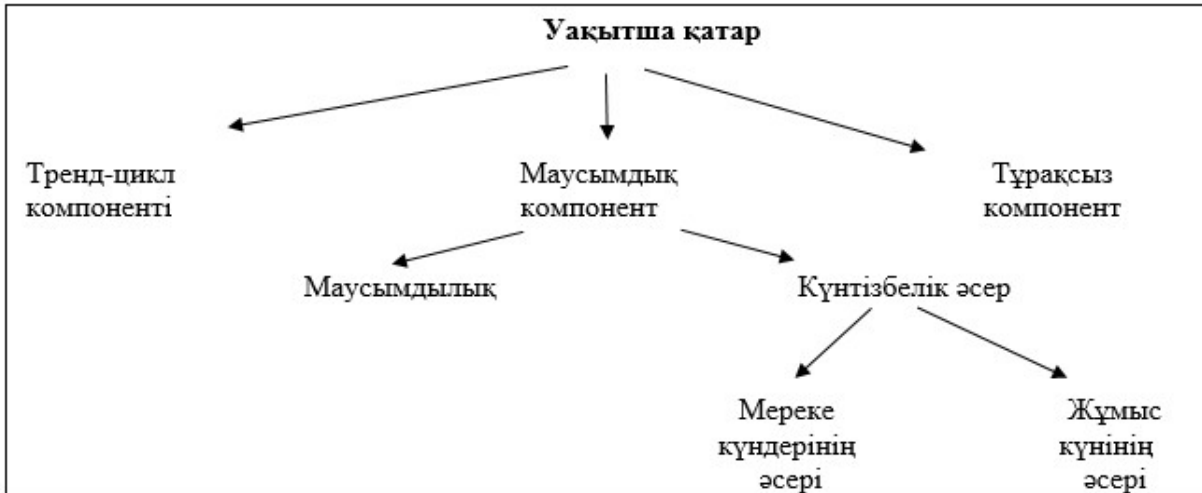 Уақытша қатар
Тренд-цикл
компоненті
Маусымдық
компонент
Тұрақсыз
компонент
Маусымдылық
Күнтізбелік әсер
Мереке
күндерінің
әсері
Жұмыс
күнінің
әсері